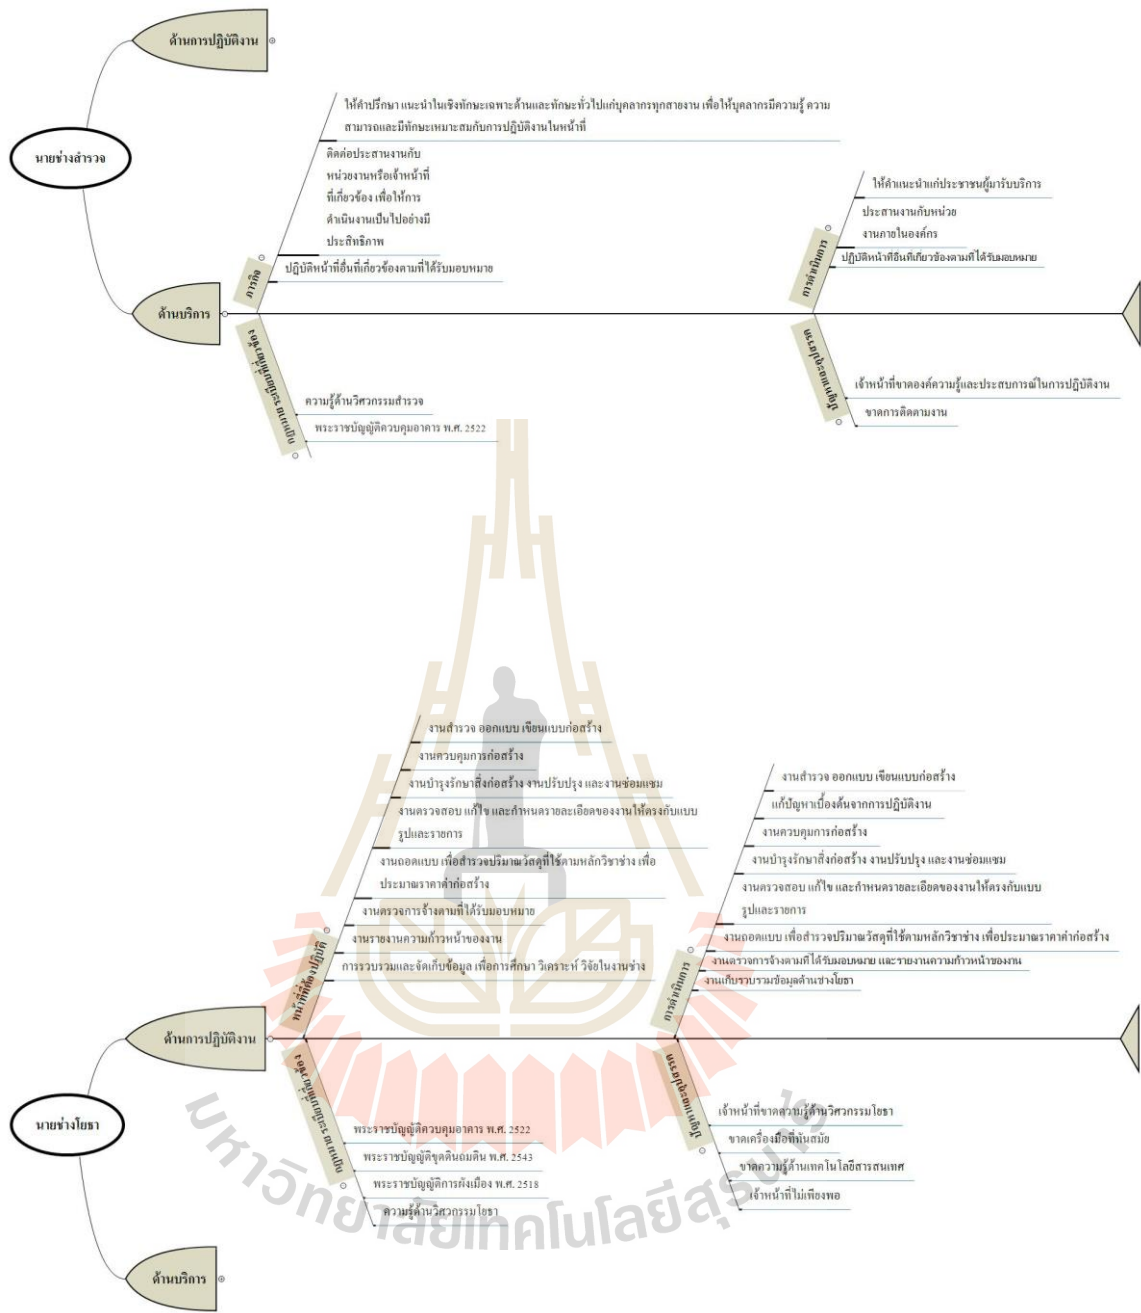 ด้านการปฏิบัติงาน
นายช่างสำรวจ
ด้านบริการ
ภารกิจ
ให้คำปรึกษา แนะนำในเชิงทักษะเฉพาะด้านและทักษะทั่วไปแก่บุคลากรทุกสายงาน เพื่อให้บุคลากรมีความรู้ ความ
สามารถและมีทักษะเหมาะสมกับการปฏิบัติงานในหน้าที่
ติดต่อประสานงานกับ
หน่วยงานหรือเจ้าหน้าที่
ที่เกี่ยวข้อง เพื่อให้การ
ดำเนินงานเป็นไปอย่างมี
ประสิทธิภาพ
ปฏิบัติหน้าที่อื่นที่เกี่ยวข้องตามที่ได้รับมอบหมาย
การดำเนินการ
ให้คำแนะนำแก่ประชาชนผู้มารับบริการ
ประสานงานกับหน่วย
งานภายในองค์กร
ปฏิบัติหน้าที่อื่นที่เกี่ยวข้องตามที่ได้รับมอบหมาย
กฎหมาย ระเบียบที่เกี่ยวข้อง
ความรู้ด้านวิศวกรรมสำรวจ
พระราชบัญญัติควบคุมอาคาร พ.ศ. 2522
ปัญหาและอุปสรรค
เจ้าหน้าที่ขาดองค์ความรู้และประสบการณ์ในการปฏิบัติงาน
ขาดการติดตามงาน
นายช่างโยธา
ด้านการปฏิบัติงาน
หน้าที่ที่ต้องปฏิบัติ
งานสำรวจ ออกแบบ เขียนแบบก่อสร้าง
งานควบคุมการก่อสร้าง
งานบำรุงรักษาสิ่งก่อสร้าง งานปรับปรุง และงานซ่อมแซม
งานตรวจสอบ แก้ไข และกำหนดรายละเอียดของงานให้ตรงกับแบบ
รูปและรายการ
งานถอดแบบ เพื่อสำรวจปริมาณวัสดุที่ใช้ตามหลักวิชาช่าง เพื่อ
ประมาณราคาค่าก่อสร้าง
งานตรวจการจ้างตามที่ได้รับมอบหมาย
งานรายงานความก้าวหน้าของงาน
การรวบรวมและจัดเก็บข้อมูล เพื่อการศึกษา วิเคราะห์ วิจัยในงานช่าง
การดำเนินการ
งานสำรวจ ออกแบบ เขียนแบบก่อสร้าง
แก้ปัญหาเบื้องต้นจากการปฏิบัติงาน
งานควบคุมการก่อสร้าง
งานบำรุงรักษาสิ่งก่อสร้าง งานปรับปรุง และงานซ่อมแซม
งานตรวจสอบ แก้ไข และกำหนดรายละเอียดของงานให้ตรงกับแบบ
รูปและรายการ
งานถอดแบบ เพื่อสำรวจปริมาณวัสดุที่ใช้ตามหลักวิชาช่าง เพื่อประมาณราคาค่าก่อสร้าง
งานตรวจการจ้างตามที่ได้รับมอบหมาย และรายงานความก้าวหน้าของงาน
งานเก็บรวบรวมข้อมูลด้านช่างโยธา
กฎหมาย ระเบียบที่เกี่ยวข้อง
พระราชบัญญัติควบคุมอาคาร พ.ศ. 2522
พระราชบัญญัติขุดดินถมดิน พ.ศ. 2543
พระราชบัญญัติการผังเมือง พ.ศ. 2518
ความรู้ด้านวิศวกรรมโยธา
ปัญหาและอุปสรรค
เจ้าหน้าที่ขาดความรู้ด้านวิศวกรรมโยธา
ขาดเครื่องมือที่ทันสมัย
ขาดความรู้ด้านเทคโนโลยีสารสนเทศ
เจ้าหน้าที่ไม่เพียงพอ
ด้านบริการ
มหาวิทยาลัยเทคโนโลยีสุรนารี